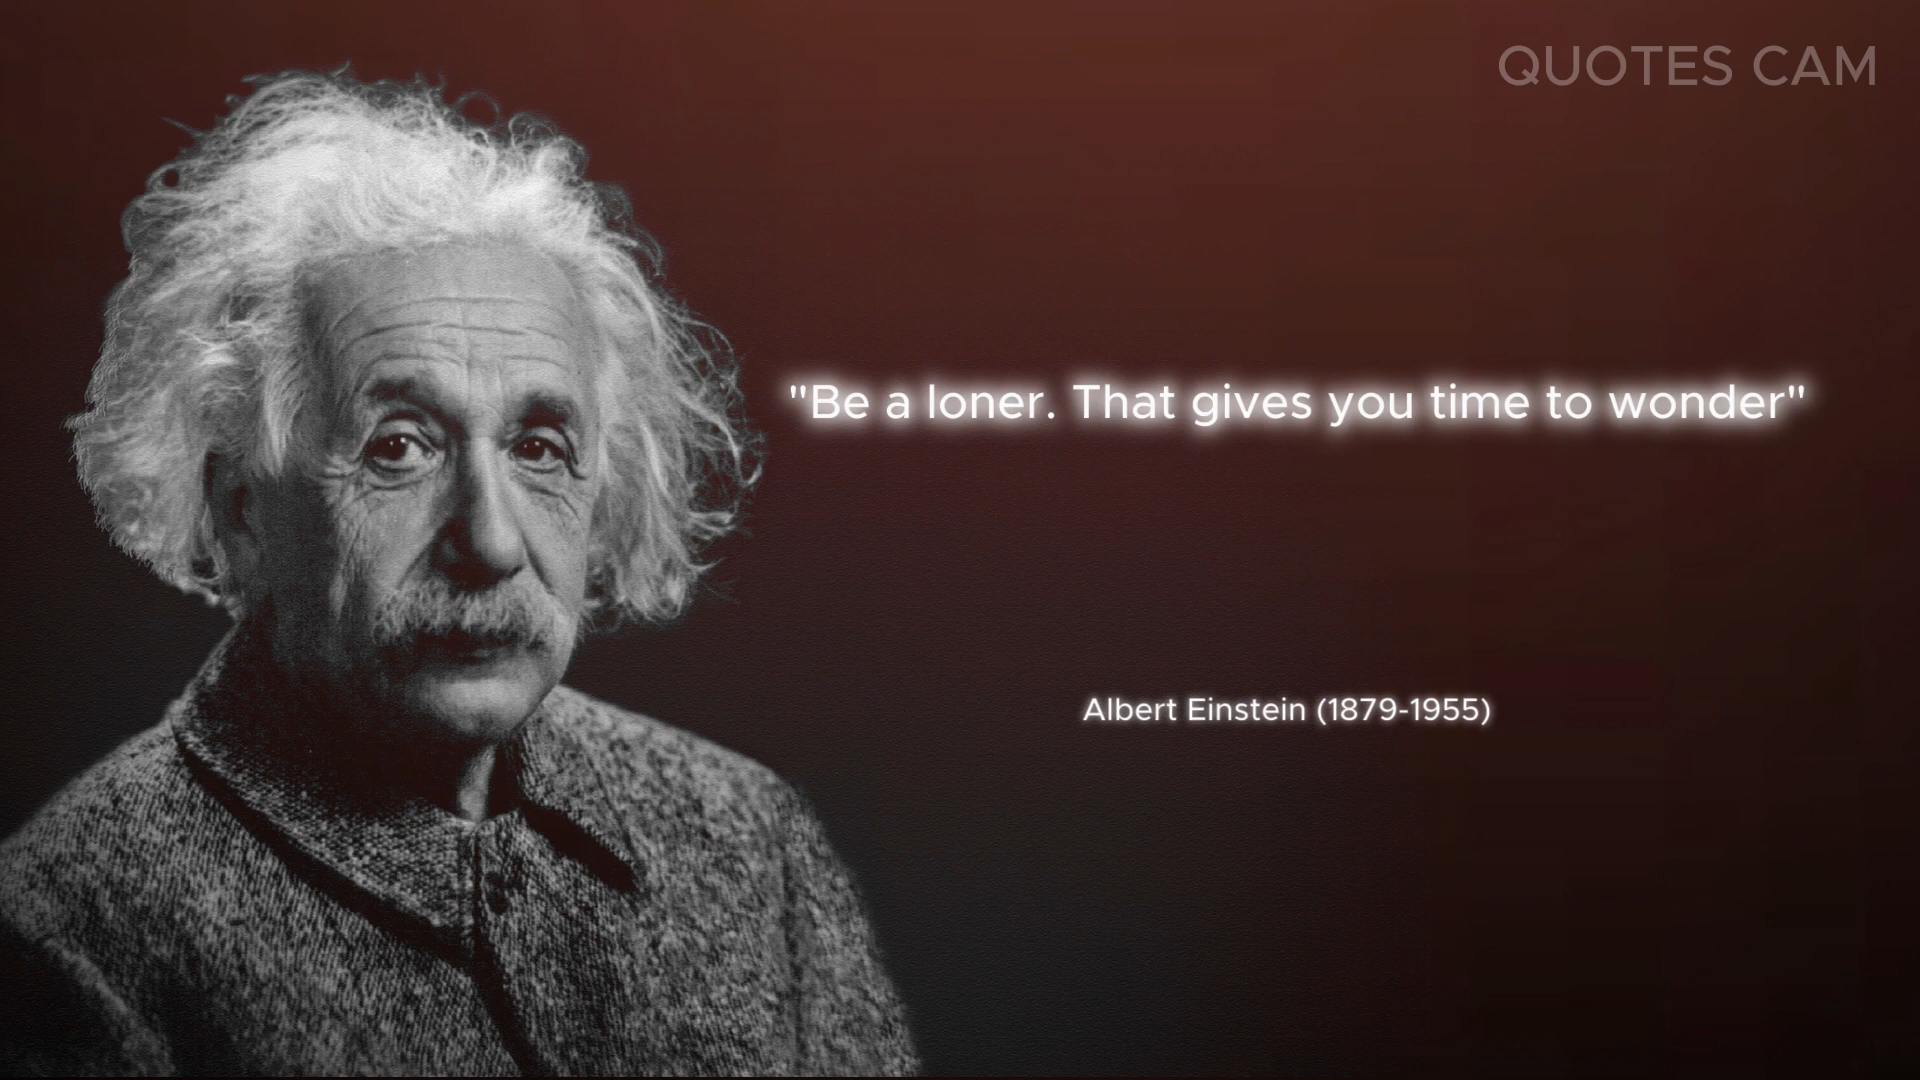 QUOTES CAM
"Be a loner. That gives you time to wonder"
Albert Einstein (1879-1955)